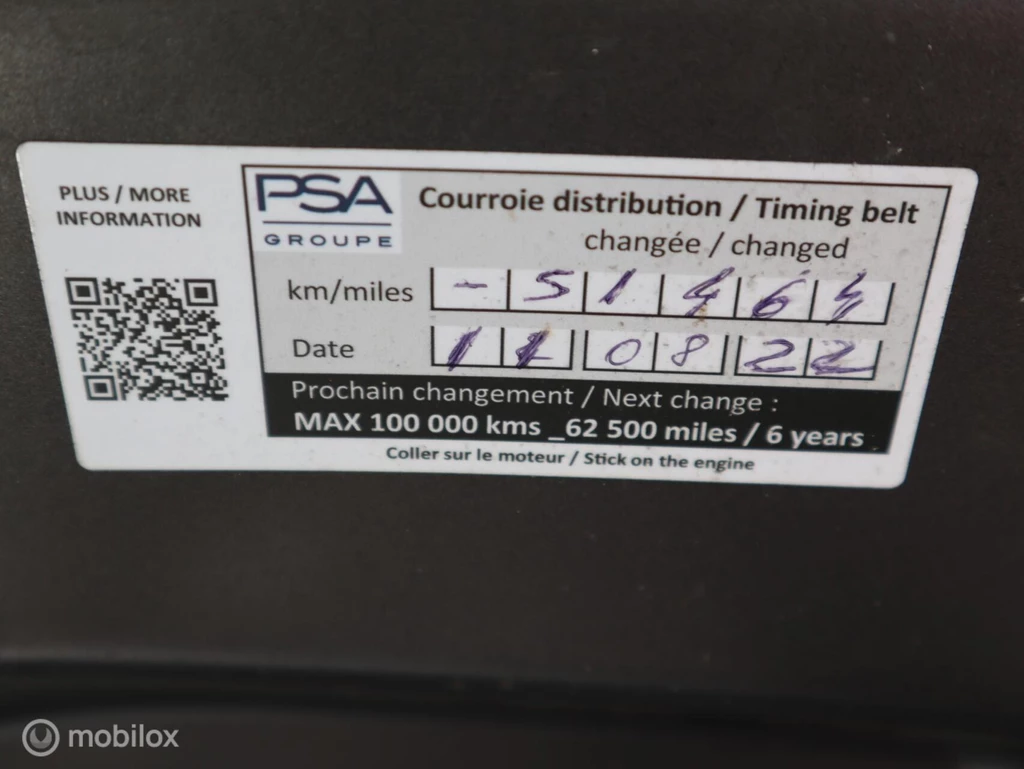 PLUS / MORE
INFORMATION
PSA
GROUPE
Courroie distribution / Timing belt
changée / changed
km/miles - 5 1 4 6 4
Date 1 1 0 8 2 2
Prochain changement / Next change :
MAX 100 000 kms _62 500 miles / 6 years
Coller sur le moteur / Stick on the engine
mobilox